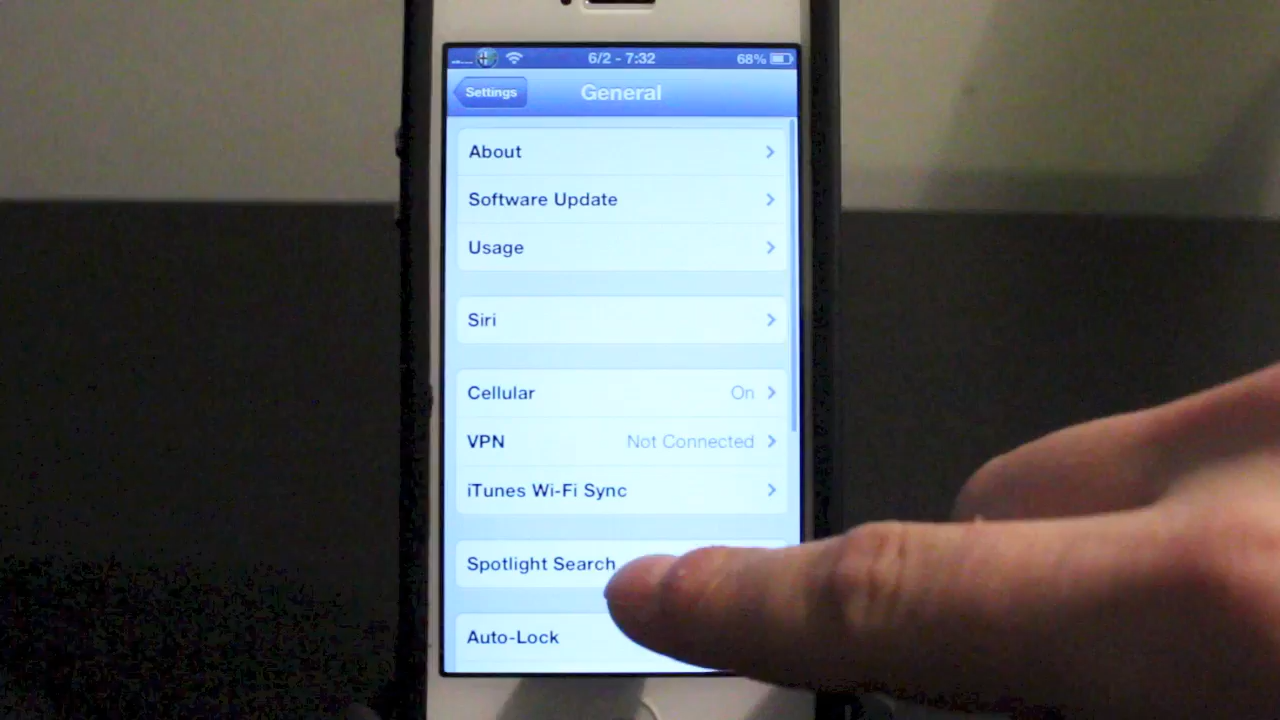 6/2 - 7:32 68%
Settings General
About
Software Update
Usage
Siri
Cellular On
VPN Not Connected
iTunes Wi-Fi Sync
Spotlight Search
Auto-Lock